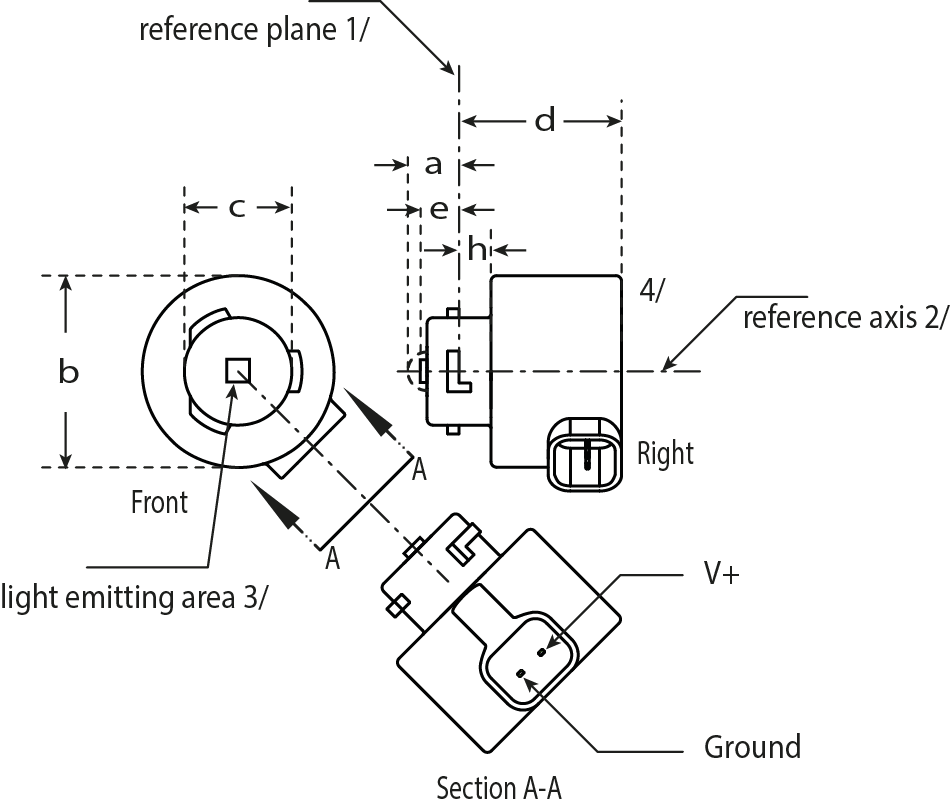 reference plane 1/
d
a
c
e
h
4/
reference axis 2/
b
A
Right
Front
A
V+
light emitting area 3/
Ground
Section A-A